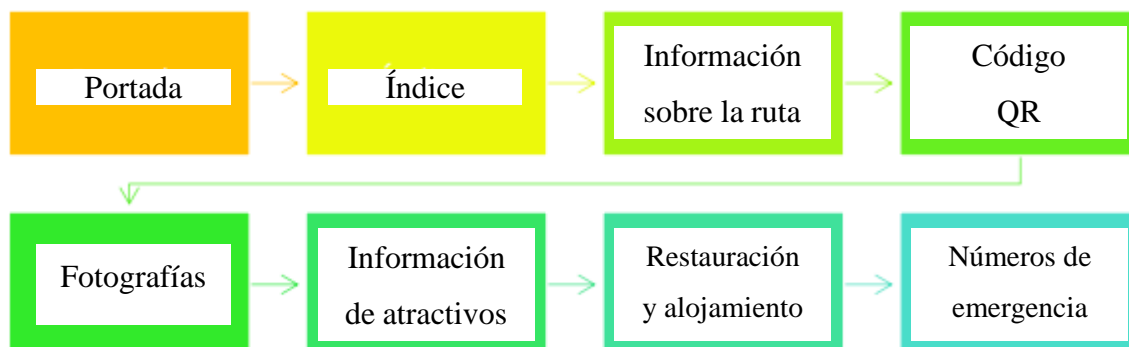 Portada
Índice
Información
sobre la ruta
Código
QR
Fotografías
Información
de atractivos
Restauración
y alojamiento
Números de
emergencia